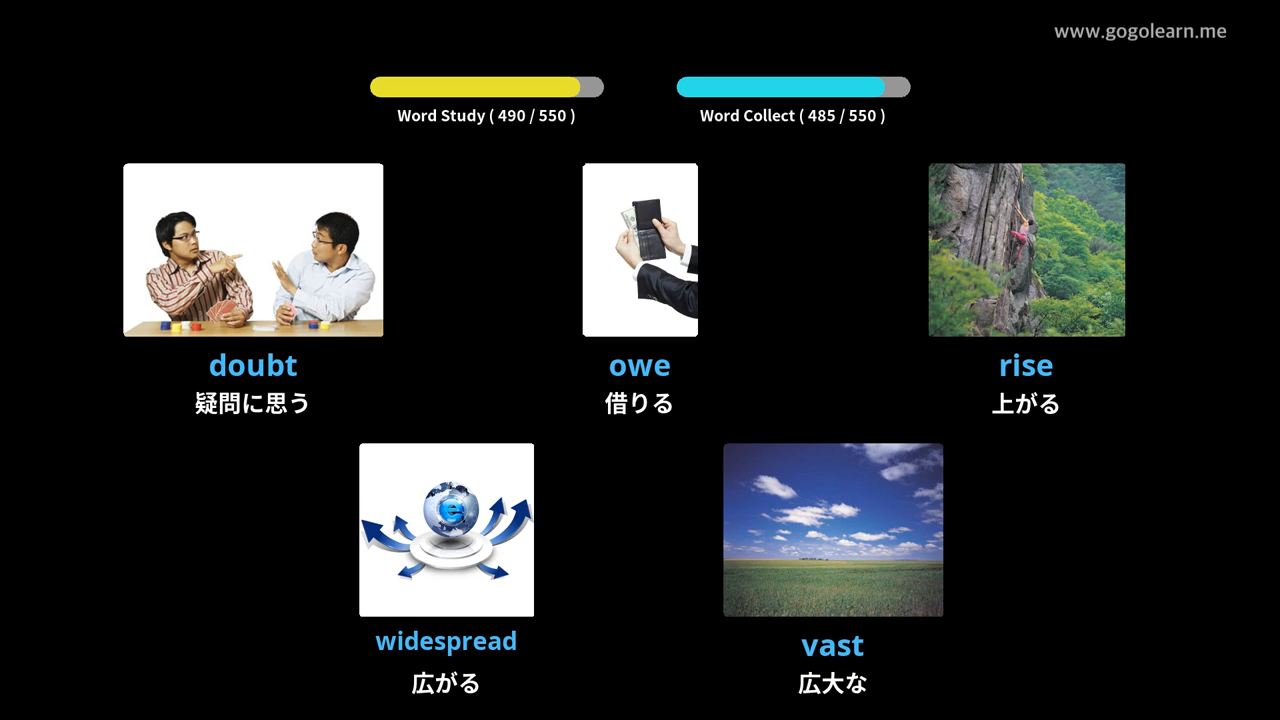 www.gogolearn.me
Word Study ( 490 / 550 )
Word Collect ( 485 / 550 )
doubt
疑問に思う
owe
借りる
rise
上がる
e
widespread
広がる
vast
広大な